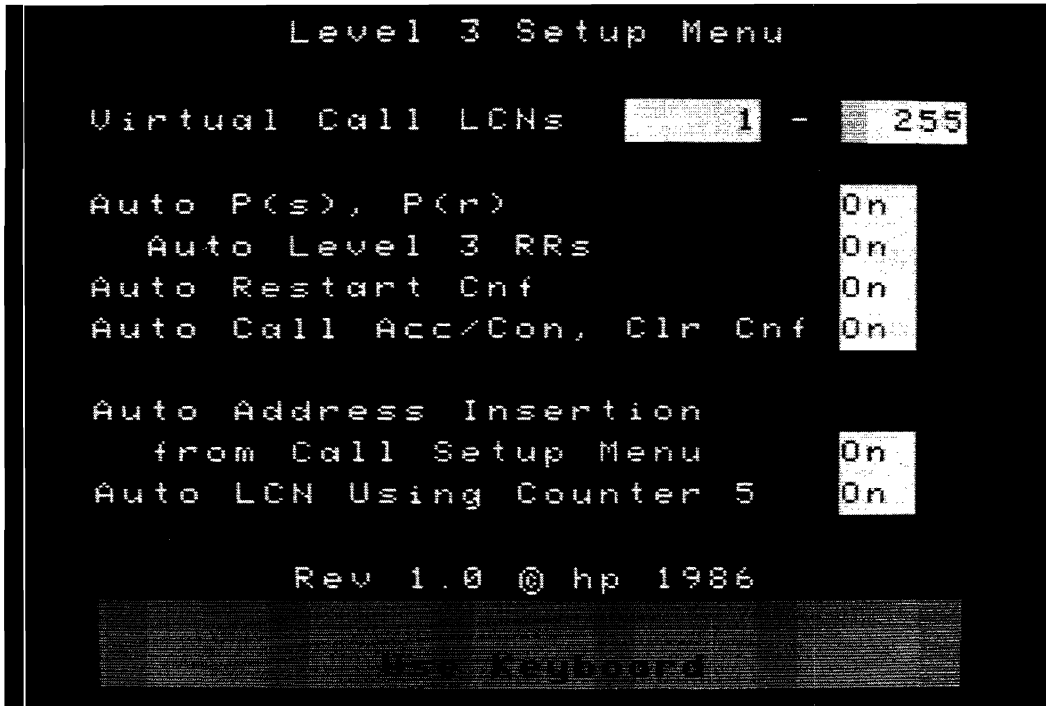 Level 3 Setup Menu
Virtual Call LCNs 1 - 255
Auto P(s), P(r) On
Auto Level 3 RRs On
Auto Restart Cnf On
Auto Call Acc/Con, Clr Cnf On
Auto Address Insertion
from Call Setup Menu On
Auto LCN Using Counter 5 On
Rev 1.0 © hp 1986
Use Keyboard